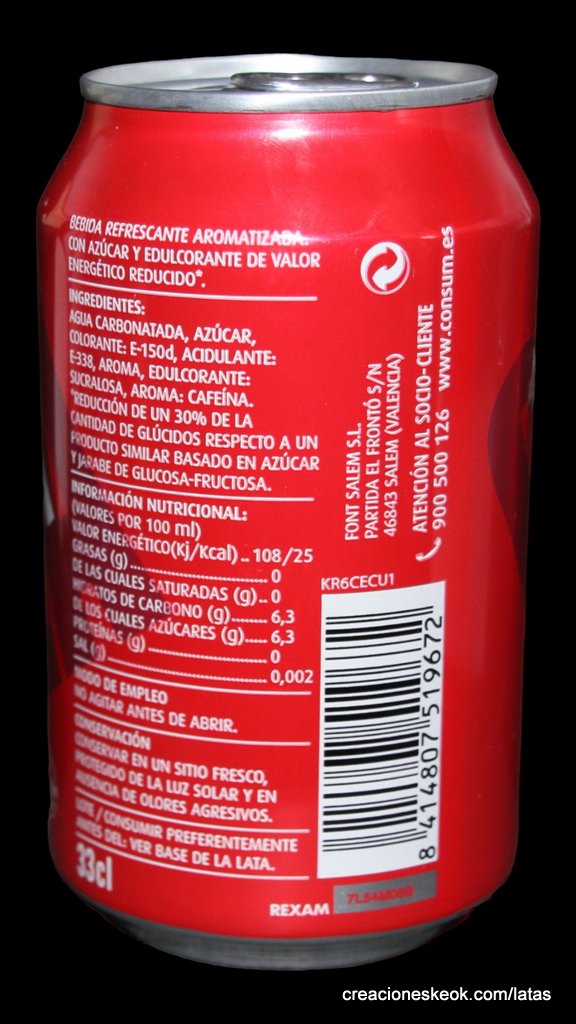 BEBIDA REFRESCANTE AROMATIZADA.
CON AZÚCAR Y EDULCORANTE DE VALOR
ENERGÉTICO REDUCIDO*.
INGREDIENTES:
AGUA CARBONATADA, AZÚCAR,
COLORANTE: E-150d, ACIDULANTE:
E-338, AROMA, EDULCORANTE:
SUCRALOSA, AROMA: CAFEÍNA.
*REDUCCIÓN DE UN 30% DE LA
CANTIDAD DE GLÚCIDOS RESPECTO A UN
PRODUCTO SIMILAR BASADO EN AZÚCAR
Y JARABE DE GLUCOSA-FRUCTOSA.
INFORMACIÓN NUTRICIONAL:
(VALORES POR 100 ml)
VALOR ENERGÉTICO(Kj/Kcal)..108/25
GRASAS (g)..............................0
DE LAS CUALES SATURADAS (g)..0
HIDRATOS DE CARBONO (g)......6,3
DE LOS CUALES AZÚCARES (g)...6,3
PROTEÍNAS (g)..........................0
SAL (g)..................................0,002
MODO DE EMPLEO
NO AGITAR ANTES DE ABRIR.
CONSERVACIÓN
CONSERVAR EN UN SITIO FRESCO,
PROTEGIDO DE LA LUZ SOLAR Y EN
AUSENCIA DE OLORES AGRESIVOS.
LOTE / CONSUMIR PREFERENTEMENTE
ANTES DEL: VER BASE DE LA LATA.
33cl
FONT SALEM S.L.
PARTIDA EL FRONTÓ S/N
46843 SALEM (VALENCIA)
ATENCIÓN AL SOCIO-CLIENTE
900 500 126 www.consum.es
KR6CECU1
8 414807 519672
REXAM
7L54M08B
creacioneskeok.com/latas